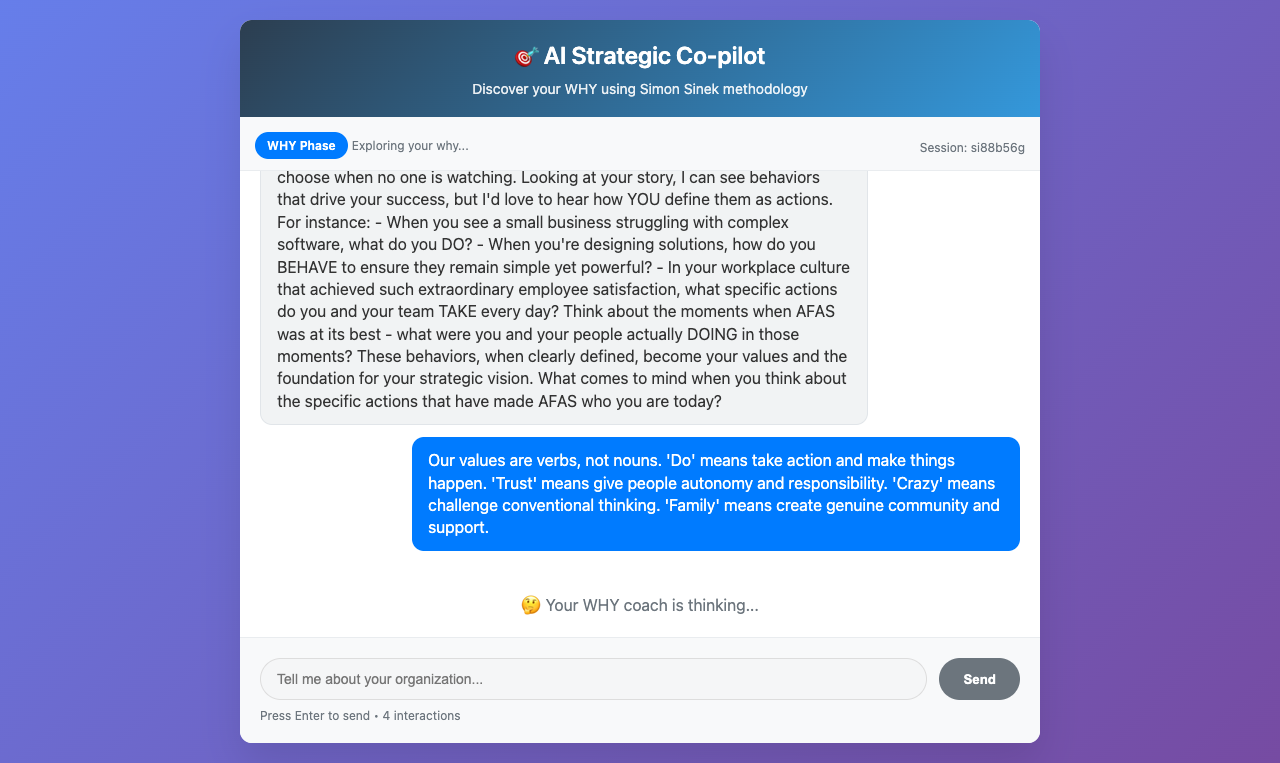 🎯 AI Strategic Co-pilot
Discover your WHY using Simon Sinek methodology
WHY Phase Exploring your why...
Session: si88b56g
choose when no one is watching. Looking at your story, I can see behaviors
that drive your success, but I'd love to hear how YOU define them as actions.
For instance: - When you see a small business struggling with complex
software, what do you DO? - When you're designing solutions, how do you
BEHAVE to ensure they remain simple yet powerful? - In your workplace culture
that achieved such extraordinary employee satisfaction, what specific actions
do you and your team TAKE every day? Think about the moments when AFAS
was at its best - what were you and your people actually DOING in those
moments? These behaviors, when clearly defined, become your values and the
foundation for your strategic vision. What comes to mind when you think about
the specific actions that have made AFAS who you are today?
Our values are verbs, not nouns. 'Do' means take action and make things
happen. 'Trust' means give people autonomy and responsibility. 'Crazy' means
challenge conventional thinking. 'Family' means create genuine community and
support.
🤔 Your WHY coach is thinking...
Tell me about your organization...
Send
Press Enter to send • 4 interactions